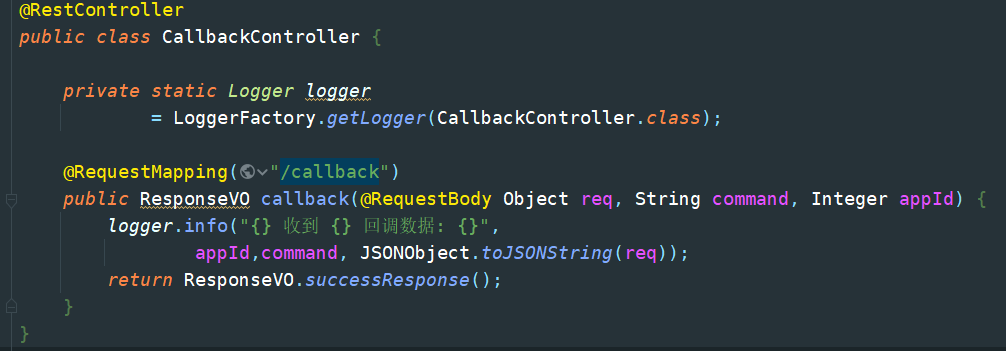 @RestController
public class CallbackController {
private static Logger logger
= LoggerFactory.getLogger(CallbackController.class);
@RequestMapping("/callback")
public ResponseVO callback(@RequestBody Object req, String command, Integer appId) {
logger.info("{} 收到 {} 回调数据: {}",
appId,command, JSONObject.toJSONString(req));
return ResponseVO.successResponse();
}
}